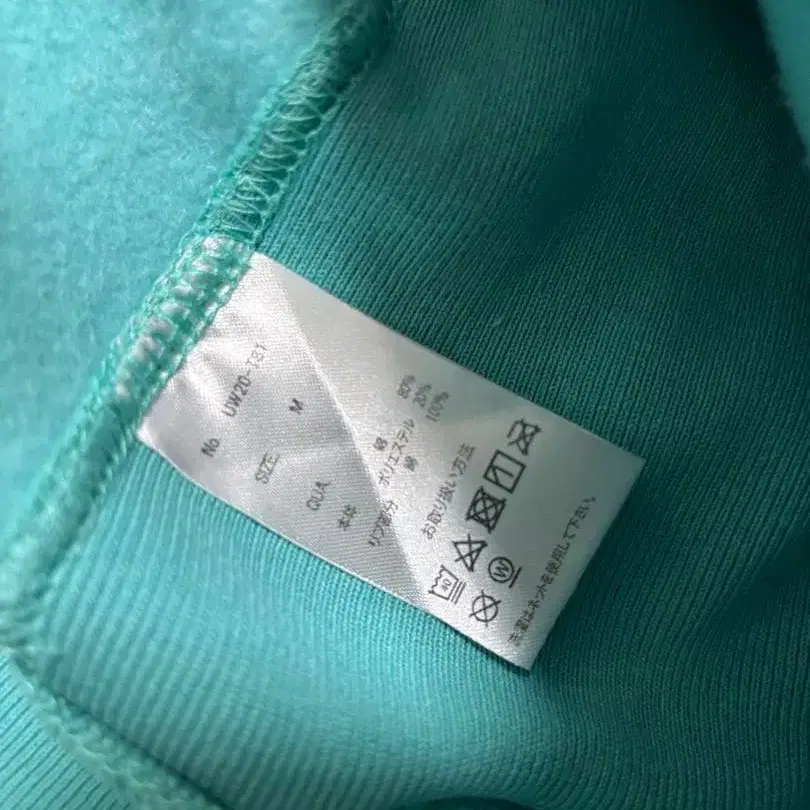 No. UW20-T21
SIZE. M
QUA.
本体 綿 80%
ポリエステル 20%
リブ部分 綿 100%
お取り扱い方法
40
W
洗濯はネットを使用して下さい。